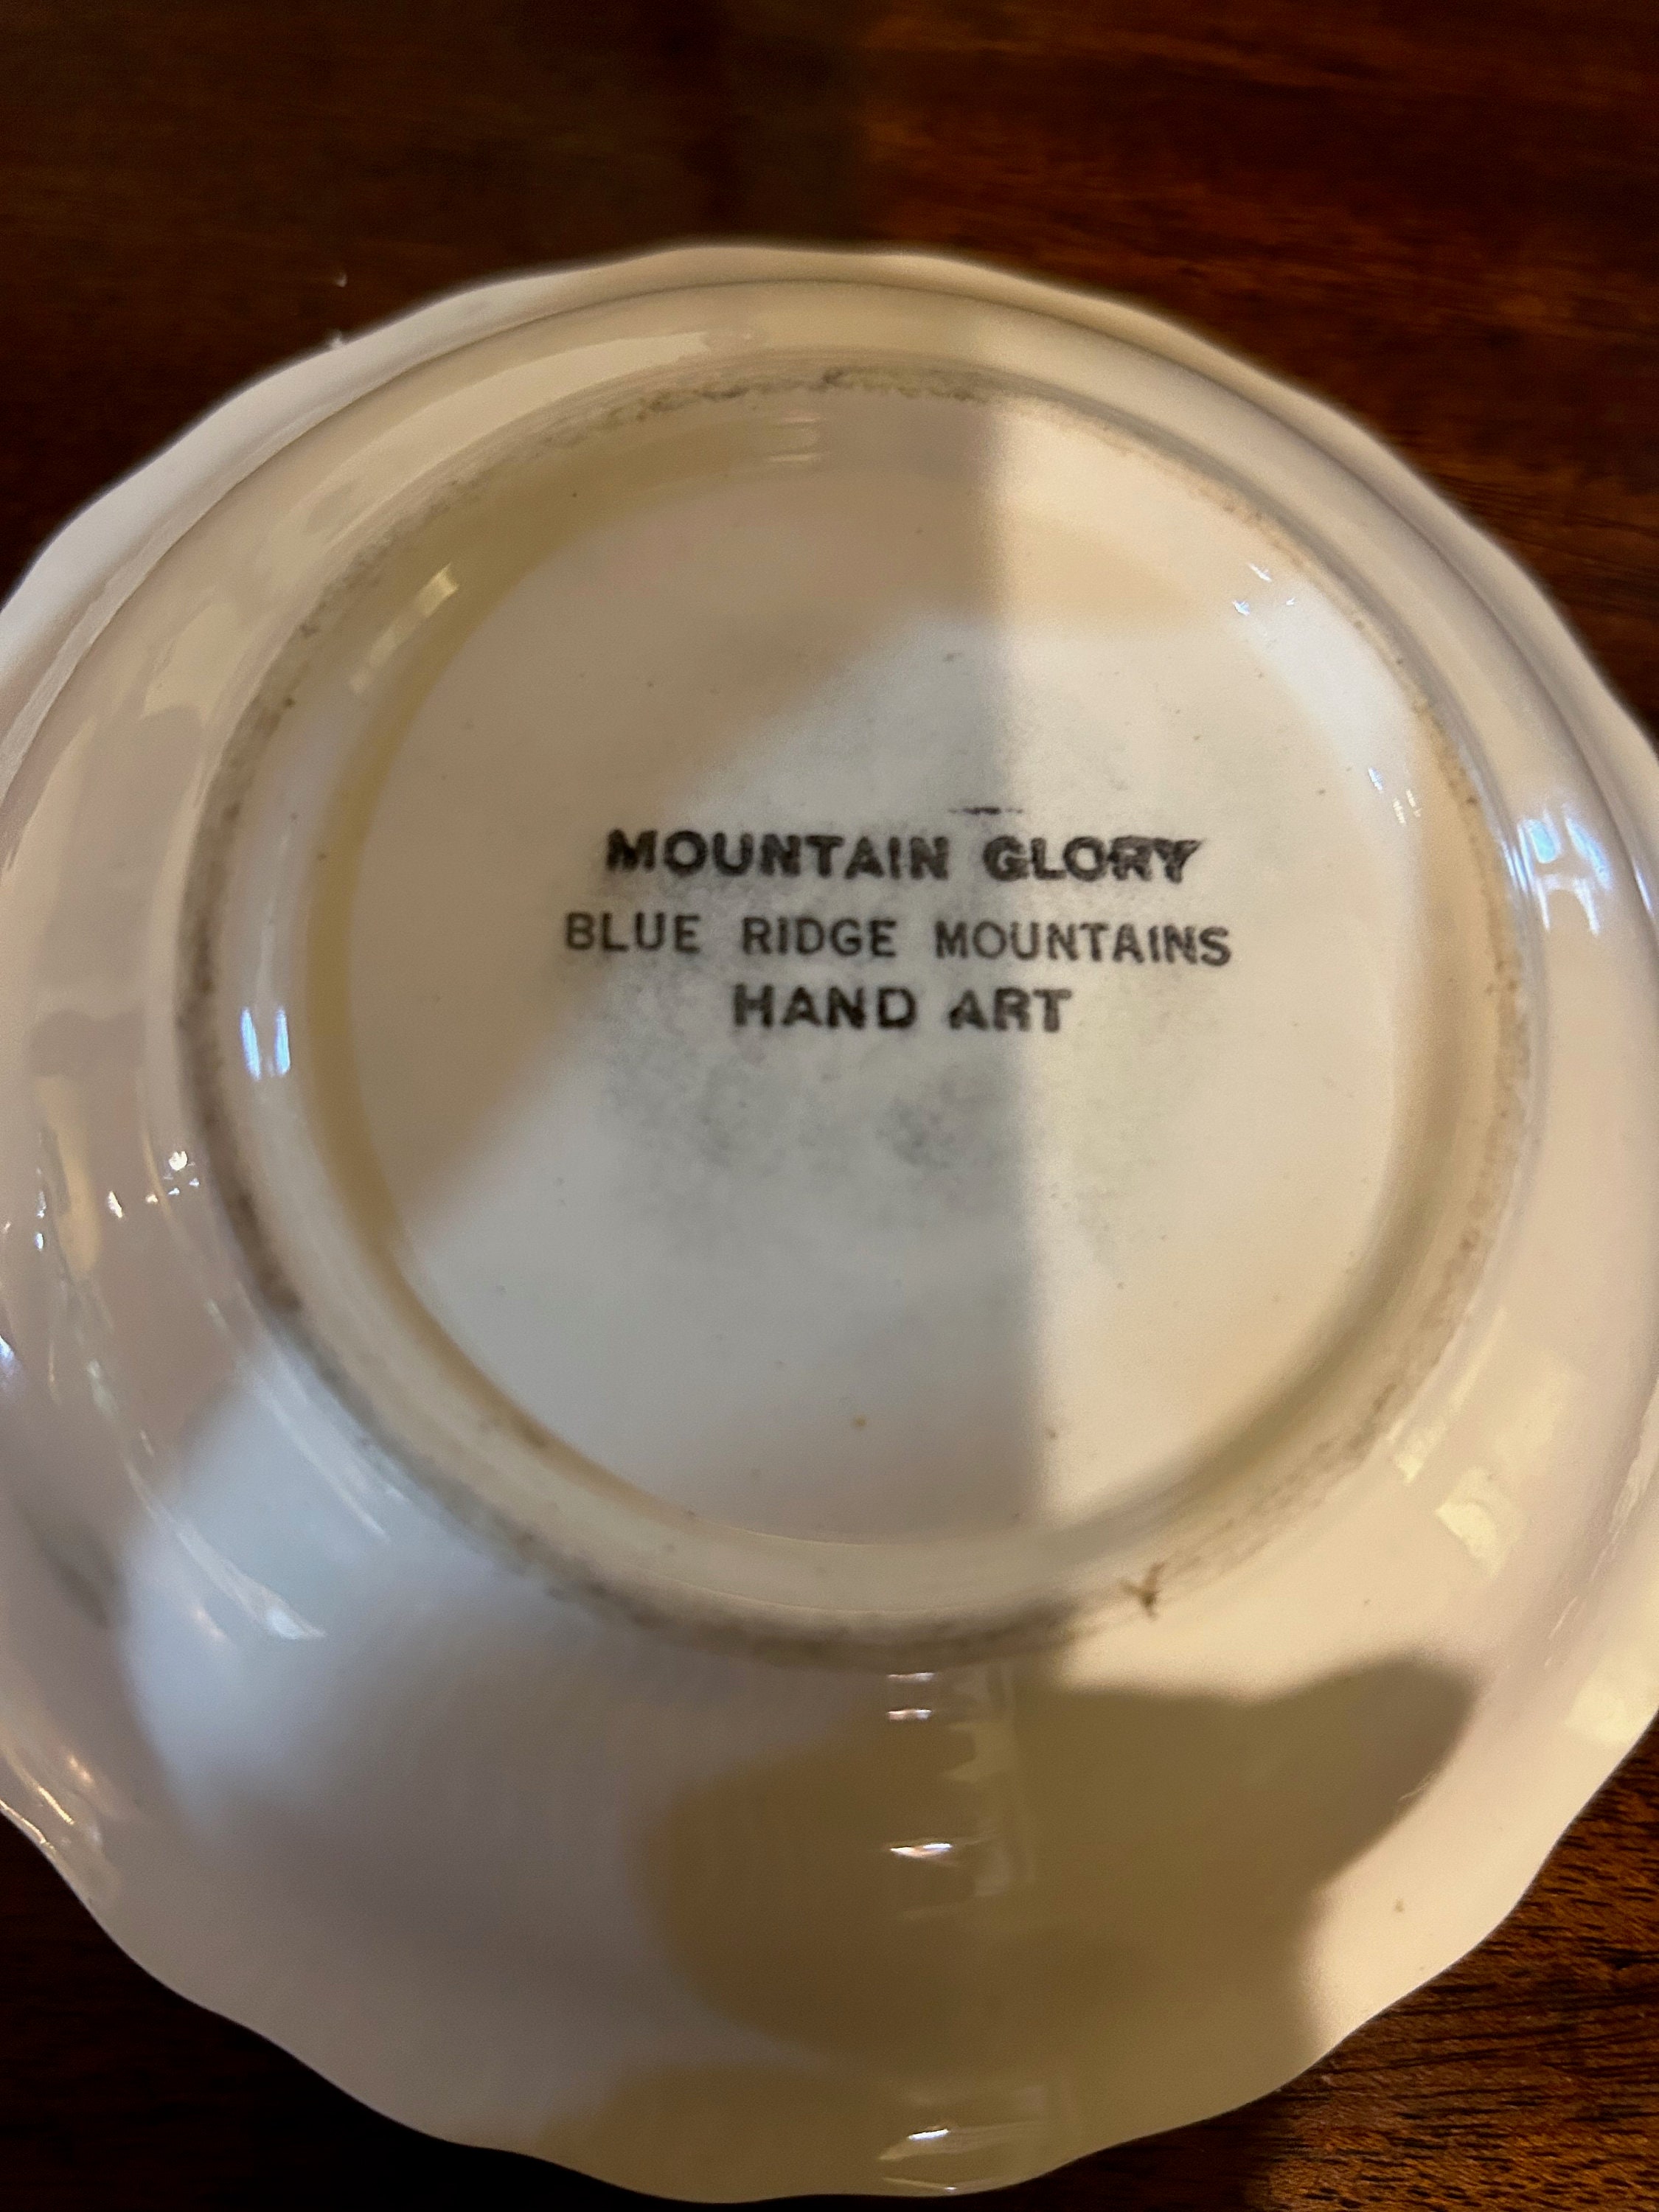 MOUNTAIN GLORY
BLUE RIDGE MOUNTAINS
HAND ART